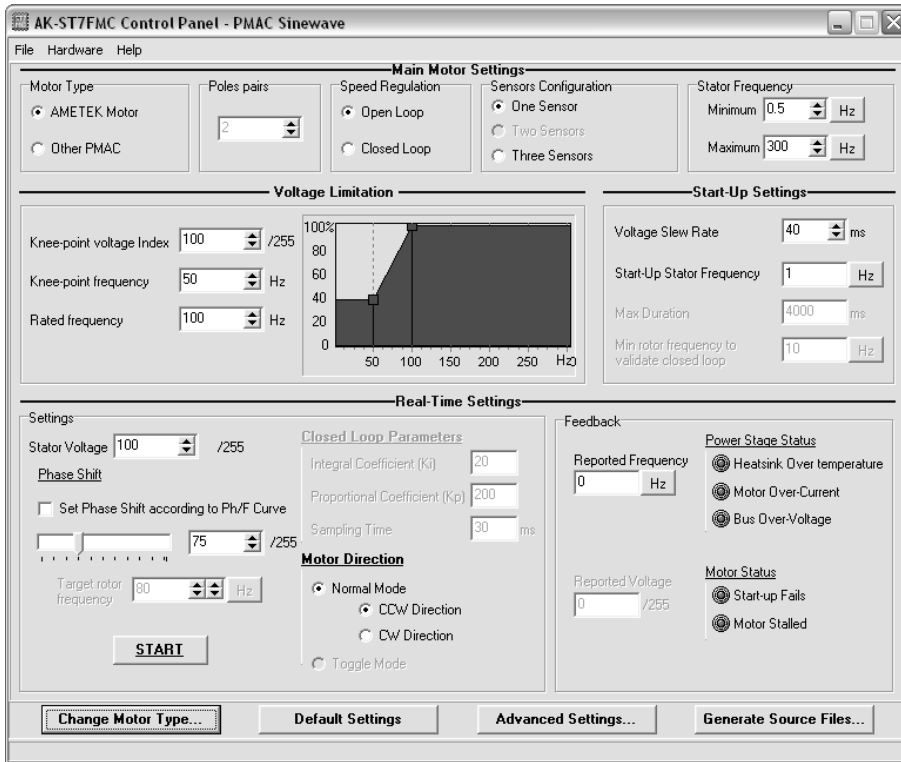 AK-ST7FMC Control Panel - PMAC Sinewave
File Hardware Help
Main Motor Settings
Motor Type
AMETEK Motor
Other PMAC
Poles pairs
2
Speed Regulation
Open Loop
Closed Loop
Sensors Configuration
One Sensor
Two Sensors
Three Sensors
Stator Frequency
Minimum 0.5 Hz
Maximum 300 Hz
Voltage Limitation
Knee-point voltage Index 100 /255
Knee-point frequency 50 Hz
Rated frequency 100 Hz
100%
80
60
40
20
0
50 100 150 200 250 Hz
Start-Up Settings
Voltage Slew Rate 40 ms
Start-Up Stator Frequency 1 Hz
Max Duration 4000 ms
Min rotor frequency to
validate closed loop 10 Hz
Real-Time Settings
Settings
Stator Voltage 100 /255
Phase Shift
Set Phase Shift according to Ph/F Curve
75 /255
Target rotor
frequency 80 Hz
START
Closed Loop Parameters
Integral Coefficient (Ki) 20
Proportional Coefficient (Kp) 200
Sampling Time 30 ms
Motor Direction
Normal Mode
CCW Direction
CW Direction
Toggle Mode
Feedback
Reported Frequency
0 Hz
Reported Voltage
0 /255
Power Stage Status
Heatsink Over temperature
Motor Over-Current
Bus Over-Voltage
Motor Status
Start-up Fails
Motor Stalled
Change Motor Type... Default Settings Advanced Settings... Generate Source Files...